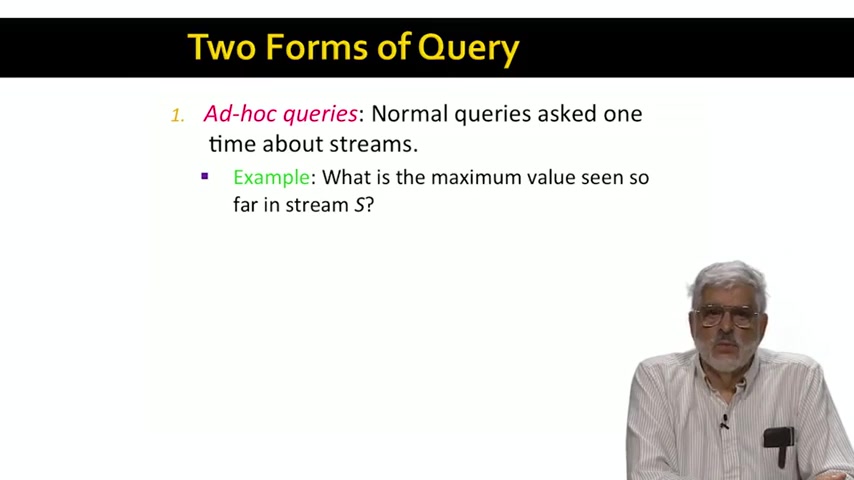 Two Forms of Query
1. Ad-hoc queries: Normal queries asked one
time about streams.
▪ Example: What is the maximum value seen so
far in stream S?